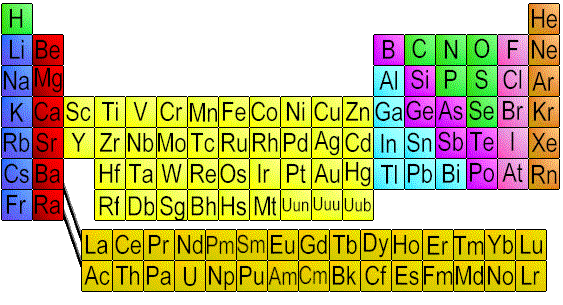 H He
Li Be B C N O F Ne
Na Mg Al Si P S Cl Ar
K Ca Sc Ti V Cr Mn Fe Co Ni Cu Zn Ga Ge As Se Br Kr
Rb Sr Y Zr Nb Mo Tc Ru Rh Pd Ag Cd In Sn Sb Te I Xe
Cs Ba Hf Ta W Re Os Ir Pt Au Hg Tl Pb Bi Po At Rn
Fr Ra Rf Db Sg Bh Hs Mt Uun Uuu Uub
La Ce Pr Nd Pm Sm Eu Gd Tb Dy Ho Er Tm Yb Lu
Ac Th Pa U Np Pu Am Cm Bk Cf Es Fm Md No Lr